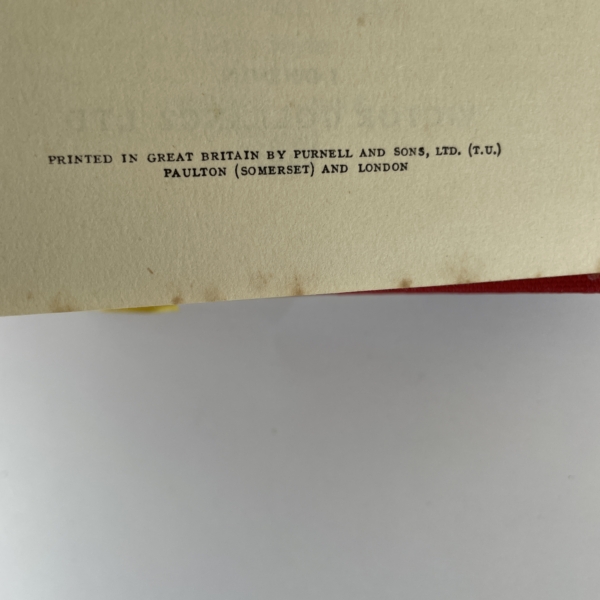 PRINTED IN GREAT BRITAIN BY PURNELL AND SONS, LTD. (T.U.)
PAULTON (SOMERSET) AND LONDON